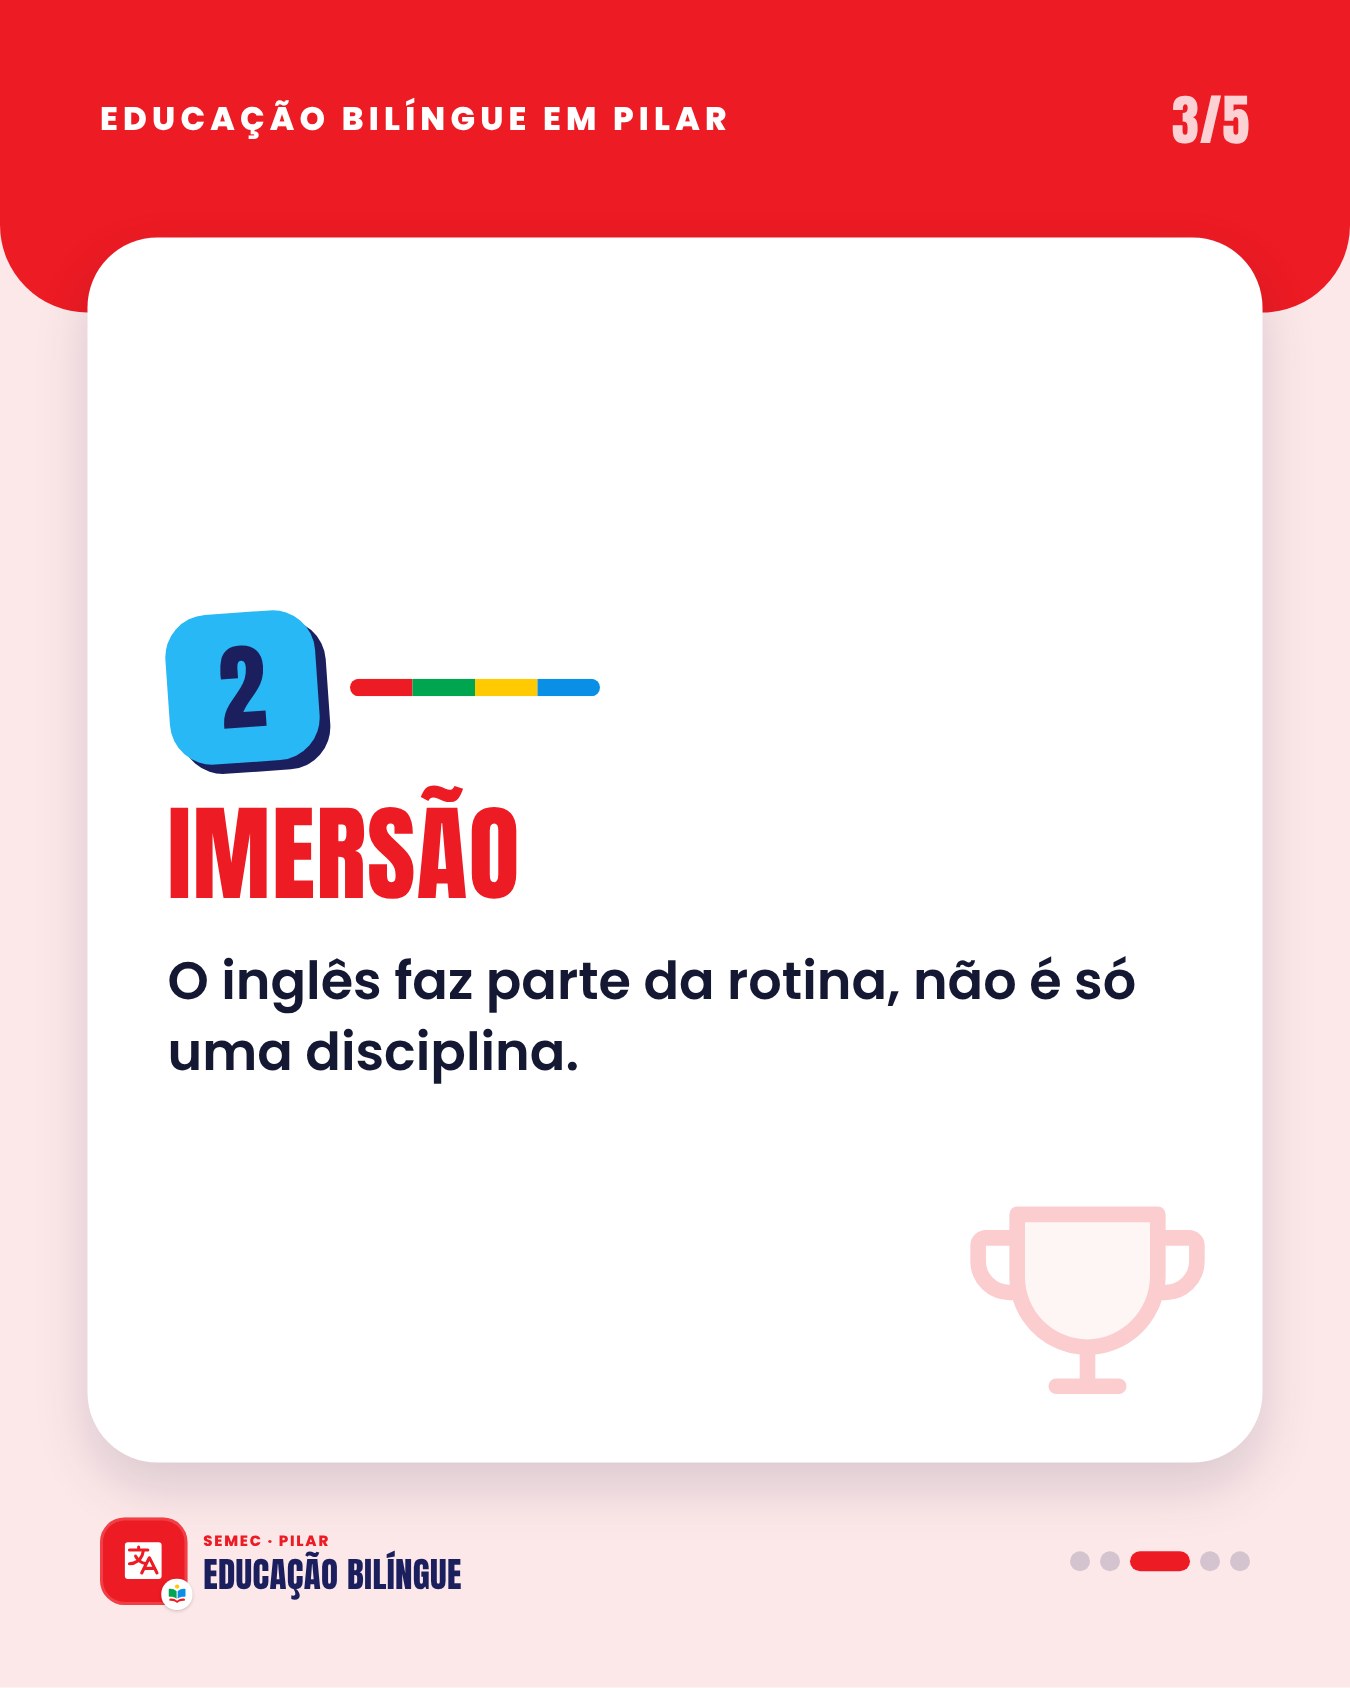 EDUCAÇÃO BILÍNGUE EM PILAR
3/5
2
IMERSÃO
O inglês faz parte da rotina, não é só
uma disciplina.
SEMEC · PILAR
EDUCAÇÃO BILÍNGUE